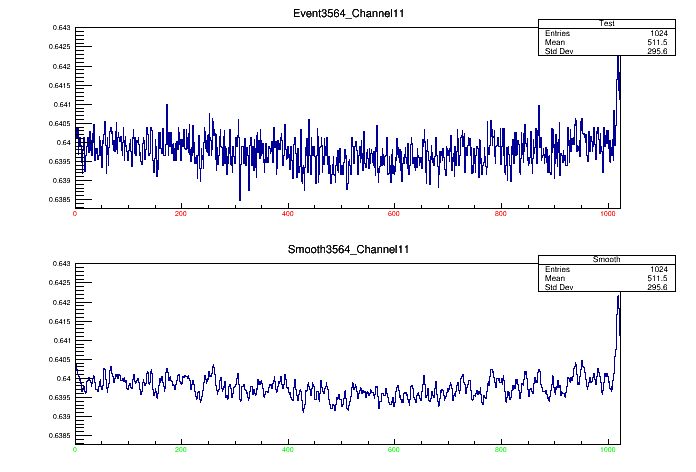 Event3564_Channel11
Test
Entries 1024
Mean 511.5
Std Dev 295.6
0.643
0.6425
0.642
0.6415
0.641
0.6405
0.64
0.6395
0.639
0.6385
0 200 400 600 800 1000
Smooth3564_Channel11
Smooth
Entries 1024
Mean 511.5
Std Dev 295.6
0.643
0.6425
0.642
0.6415
0.641
0.6405
0.64
0.6395
0.639
0.6385
0 200 400 600 800 1000